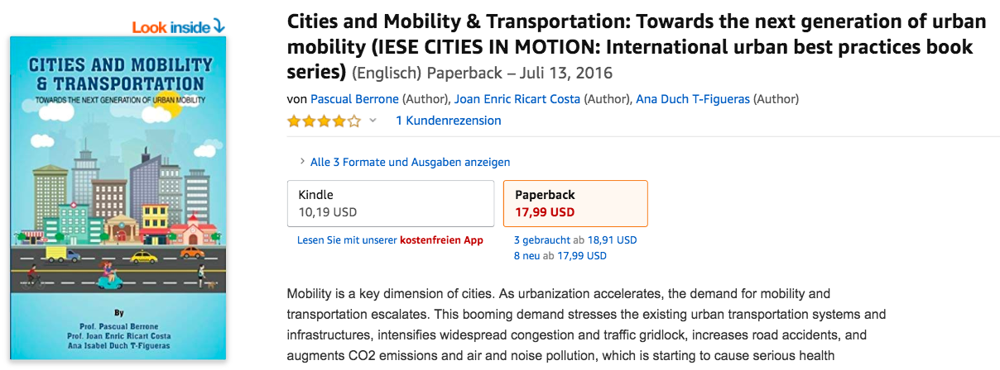 Look inside
CITIES AND MOBILITY
& TRANSPORTATION
TOWARDS THE NEXT GENERATION OF URBAN MOBILITY
By
Prof. Pascual Berrone
Prof. Joan Enric Ricart Costa
Ana Isabel Duch T-Figueras
Cities and Mobility & Transportation: Towards the next generation of urban
mobility (IESE CITIES IN MOTION: International urban best practices book
series) (Englisch) Paperback – Juli 13, 2016
von Pascual Berrone (Author), Joan Enric Ricart Costa (Author), Ana Duch T-Figueras (Author)
1 Kundenrezension
Alle 3 Formate und Ausgaben anzeigen
Kindle
10,19 USD
Paperback
17,99 USD
Lesen Sie mit unserer kostenfreien App
3 gebraucht ab 18,91 USD
8 neu ab 17,99 USD
Mobility is a key dimension of cities. As urbanization accelerates, the demand for mobility and
transportation escalates. This booming demand stresses the existing urban transportation systems and
infrastructures, intensifies widespread congestion and traffic gridlock, increases road accidents, and
augments CO2 emissions and air and noise pollution, which is starting to cause serious health